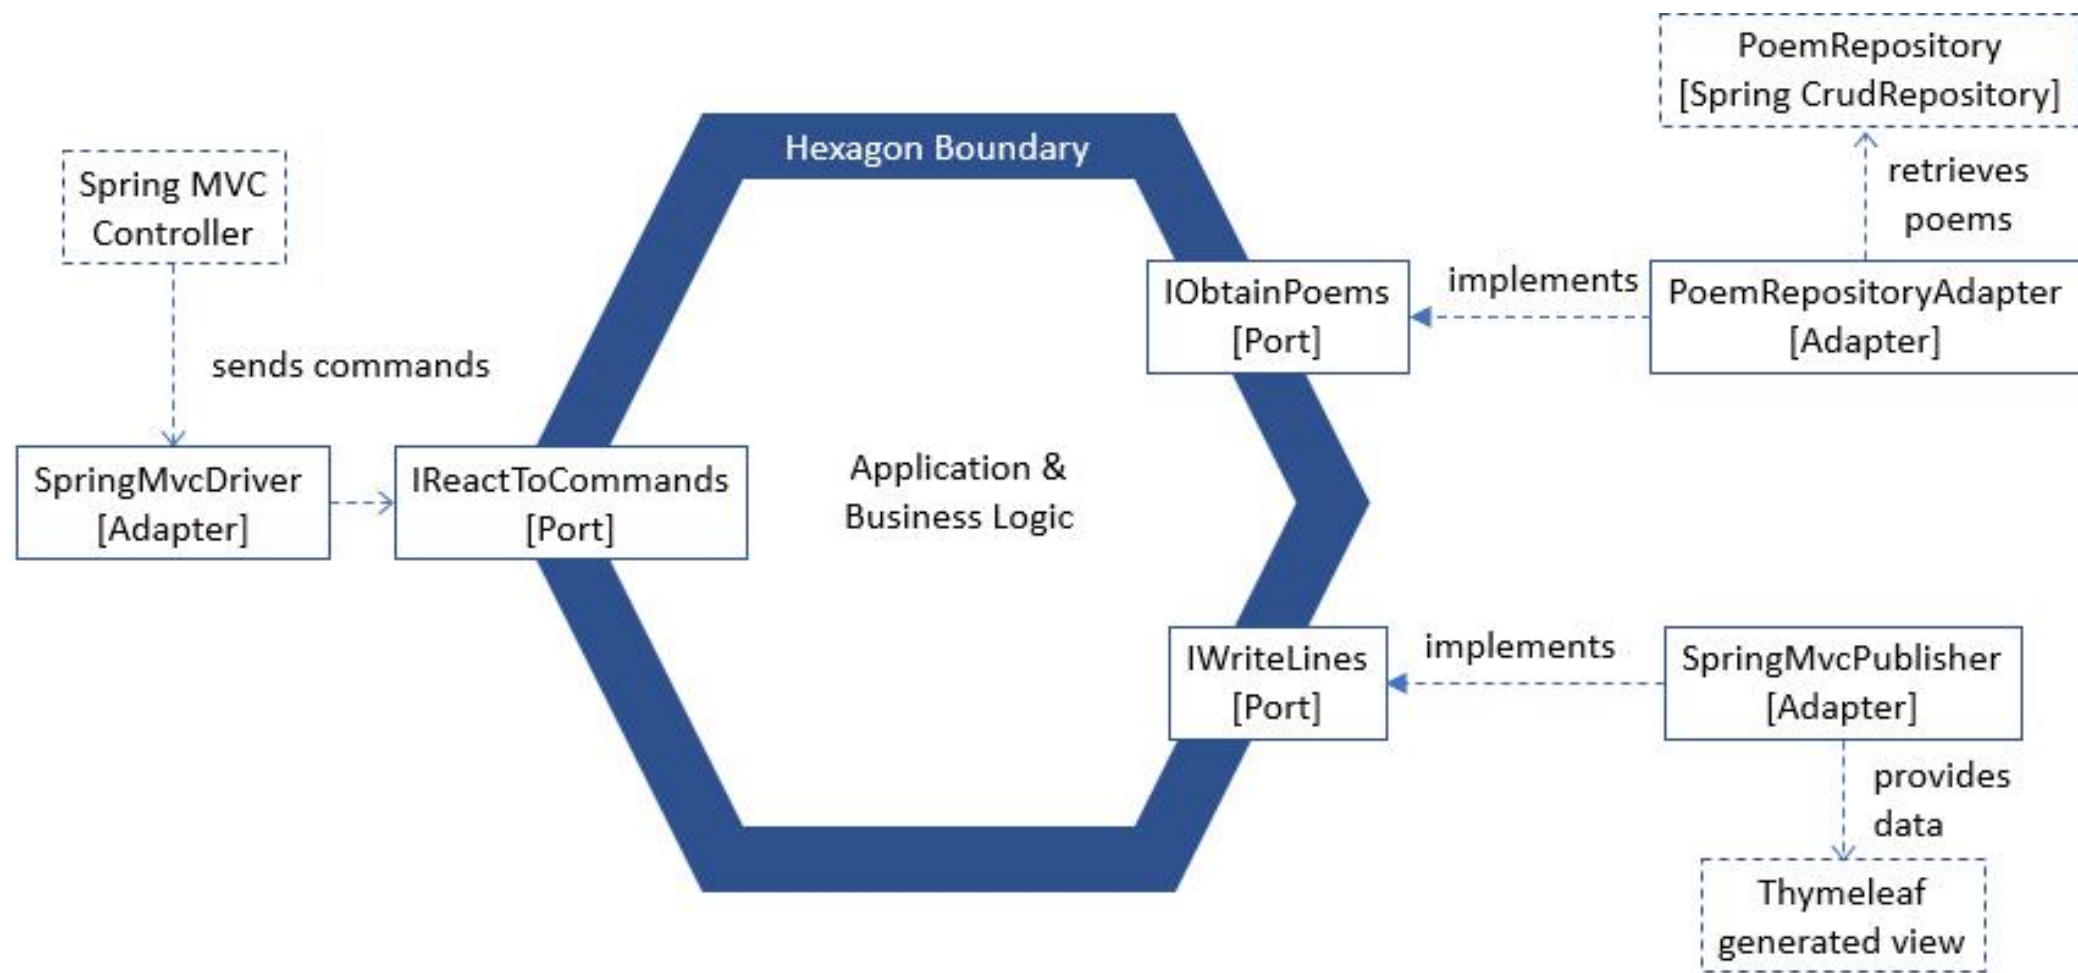 PoemRepository
[Spring CrudRepository]
Hexagon Boundary
Spring MVC
Controller
retrieves
poems
IObtainPoems
[Port]
implements
PoemRepositoryAdapter
[Adapter]
sends commands
SpringMvcDriver
[Adapter]
IReactToCommands
[Port]
Application &
Business Logic
IWriteLines
[Port]
implements
SpringMvcPublisher
[Adapter]
provides
data
Thymeleaf
generated view